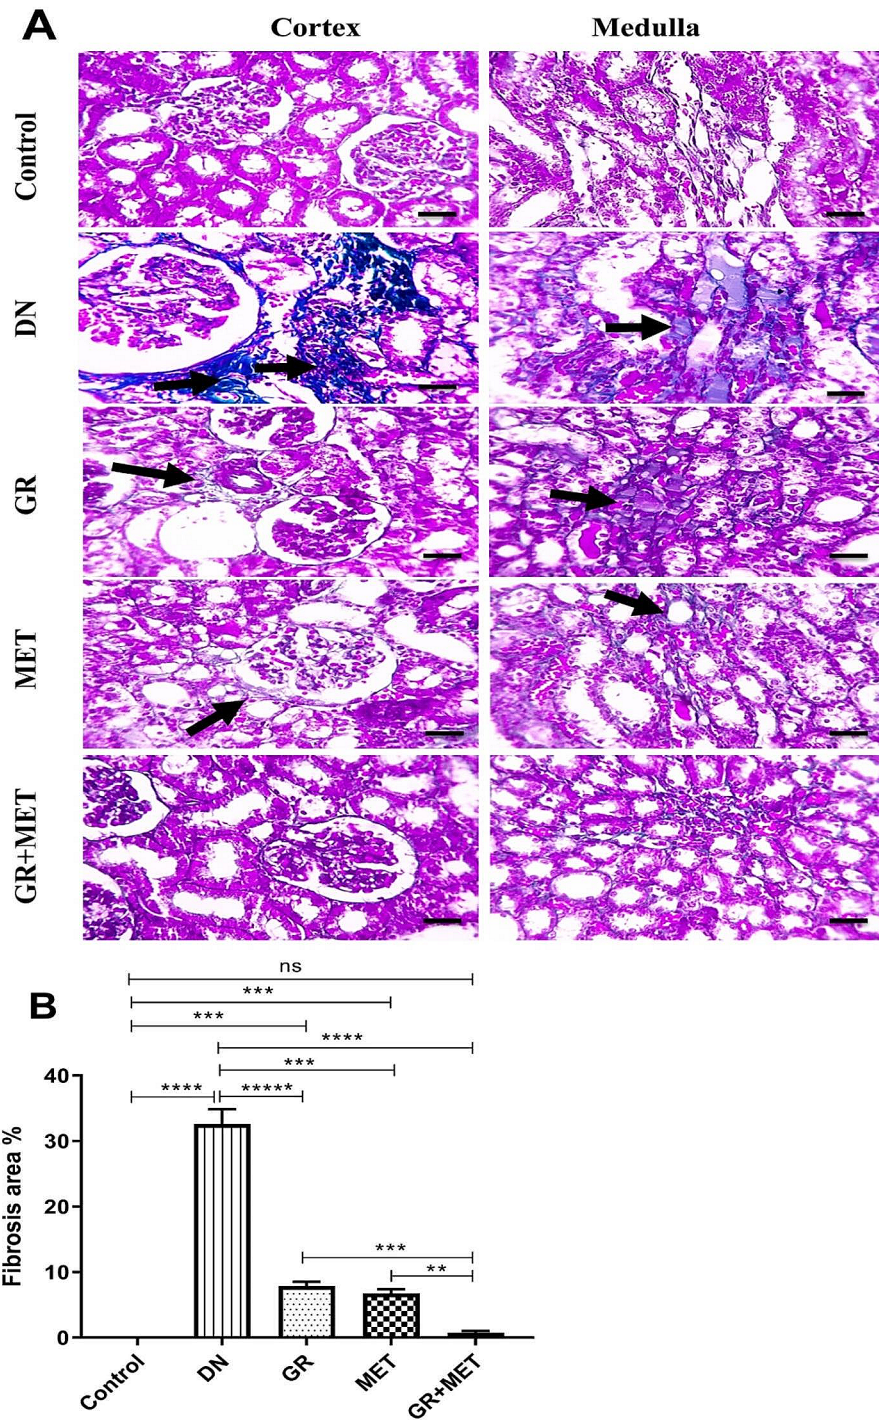 A
Cortex
Medulla
Control
DN
GR
MET
GR+MET
B
ns
***
***
****
***
****
*****
***
**
Fibrosis area %
40
30
20
10
0
Control
DN
GR
MET
GR+MET